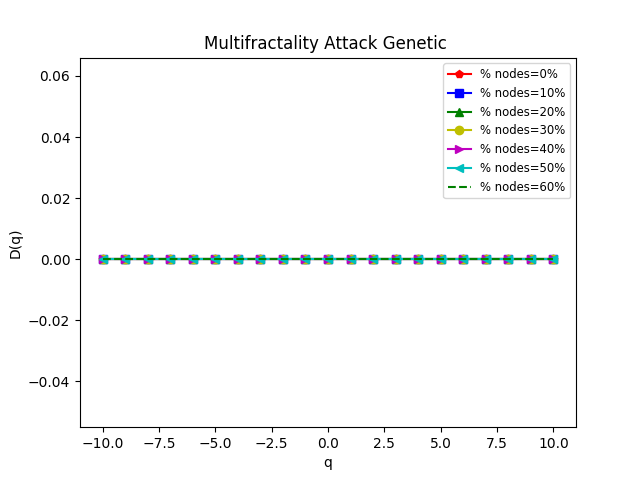 Multifractality Attack Genetic
% nodes=0%
% nodes=10%
% nodes=20%
% nodes=30%
% nodes=40%
% nodes=50%
% nodes=60%
0.06
0.04
0.02
0.00
−0.02
−0.04
D(q)
−10.0 −7.5 −5.0 −2.5 0.0 2.5 5.0 7.5 10.0
q